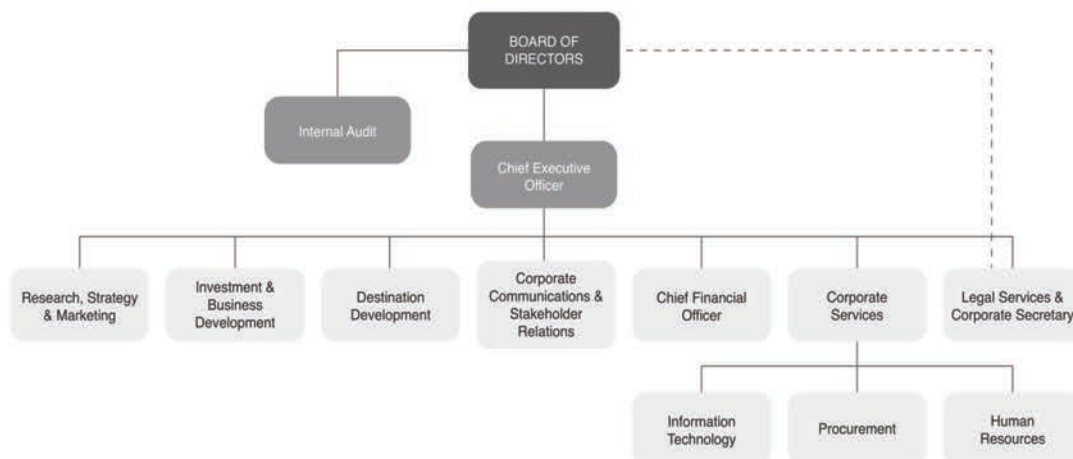 BOARD OF
DIRECTORS
Internal Audit
Chief Executive
Officer
Research, Strategy
& Marketing
Investment &
Business
Development
Destination
Development
Corporate
Communications &
Stakeholder
Relations
Chief Financial
Officer
Corporate
Services
Legal Services &
Corporate Secretary
Information
Technology
Procurement
Human
Resources